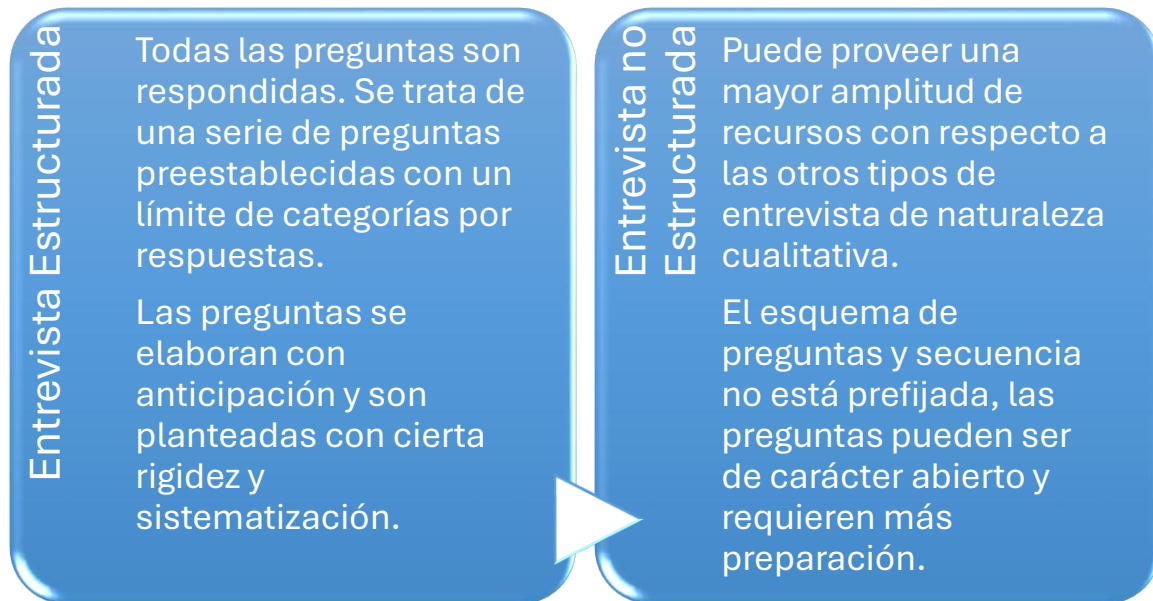 Entrevista Estructurada
Todas las preguntas son
respondidas. Se trata de
una serie de preguntas
preestablecidas con un
límite de categorías por
respuestas.
Las preguntas se
elaboran con
anticipación y son
planteadas con cierta
rigidez y
sistematización.
Entrevista no
Estructurada
Puede proveer una
mayor amplitud de
recursos con respecto a
las otros tipos de
entrevista de naturaleza
cualitativa.
El esquema de
preguntas y secuencia
no está prefijada, las
preguntas pueden ser
de carácter abierto y
requieren más
preparación.